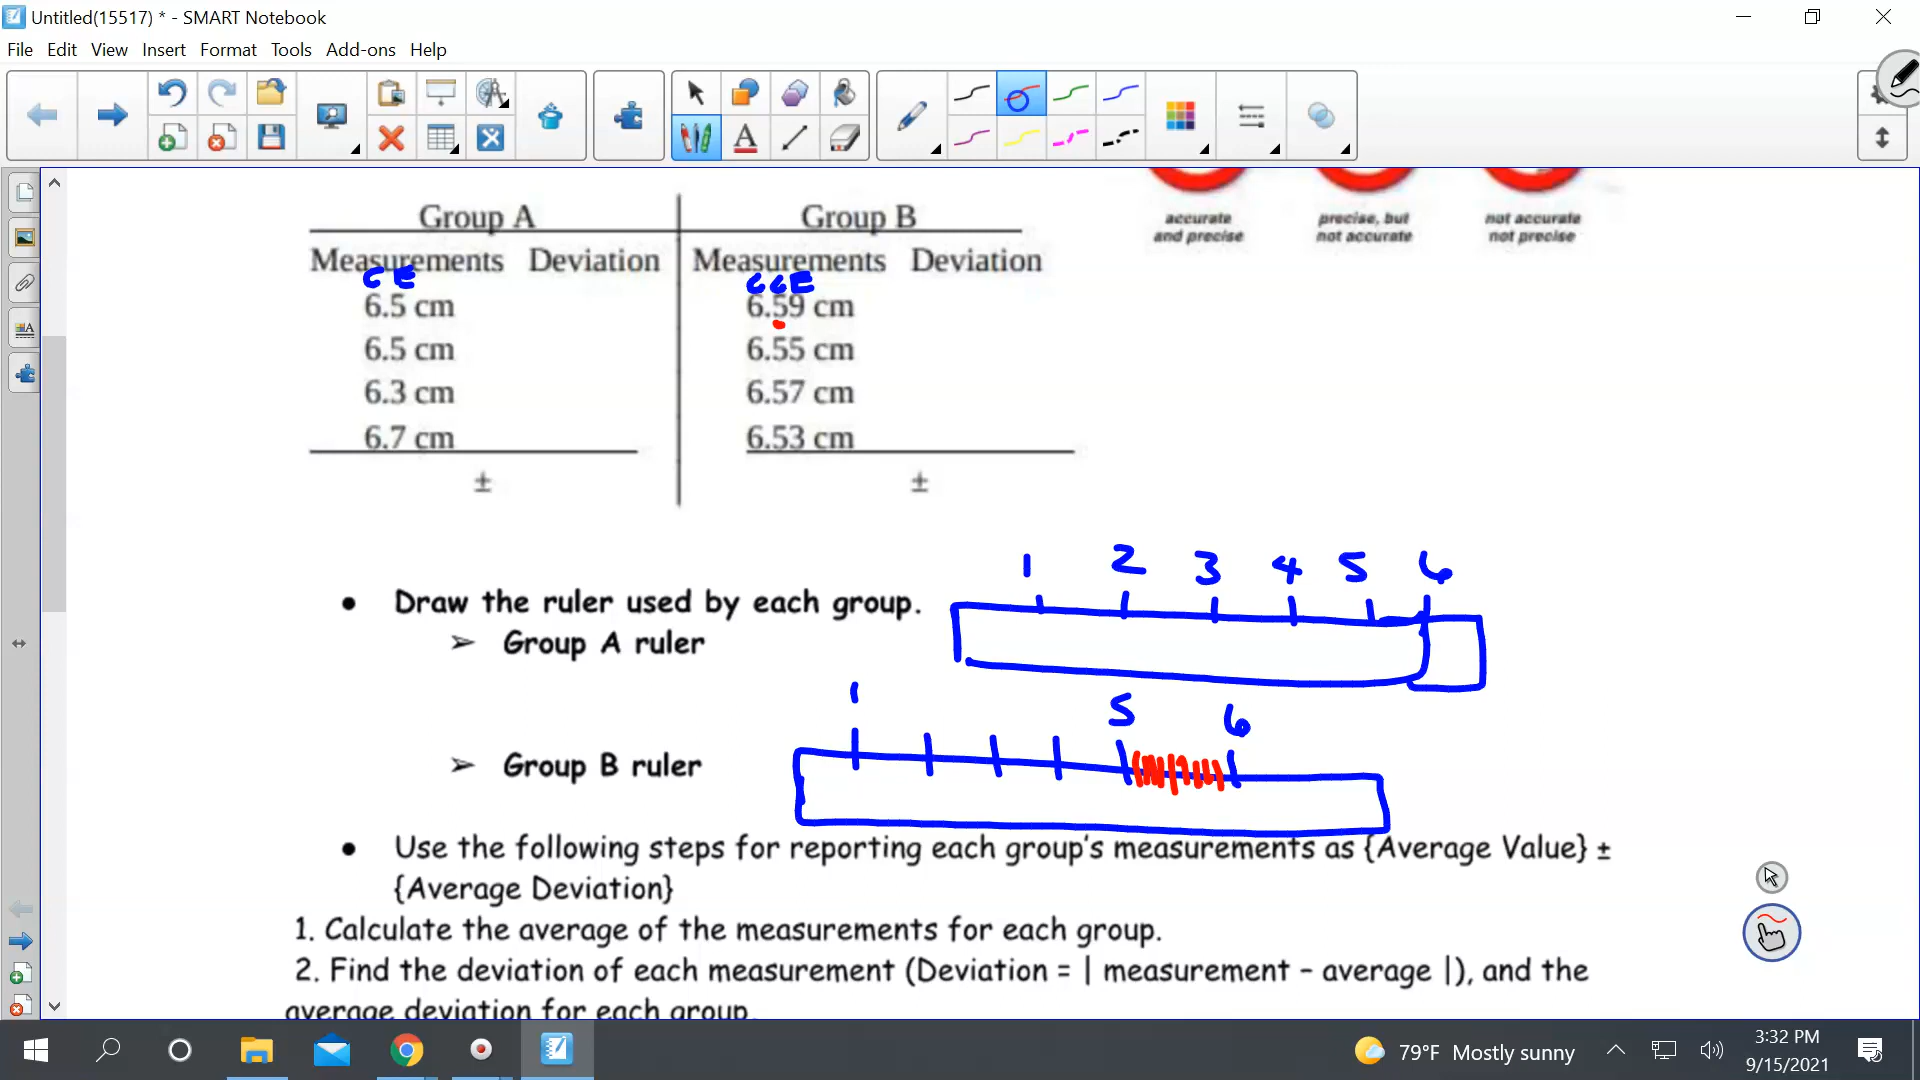 Untitled(15517) * - SMART Notebook
File Edit View Insert Format Tools Add-ons Help
Group A Group B
Measurements Deviation Measurements Deviation
C E C C E
6.5 cm 6.59 cm
6.5 cm 6.55 cm
6.3 cm 6.57 cm
6.7 cm 6.53 cm
± ±
accurate and precise
precise, but not accurate
not accurate not precise
1 2 3 4 5 6
• Draw the ruler used by each group.
➢ Group A ruler
1 5 6
➢ Group B ruler
• Use the following steps for reporting each group's measurements as {Average Value} ±
{Average Deviation}
1. Calculate the average of the measurements for each group.
2. Find the deviation of each measurement (Deviation = | measurement – average |), and the
average deviation for each group.
79°F Mostly sunny
3:32 PM
9/15/2021